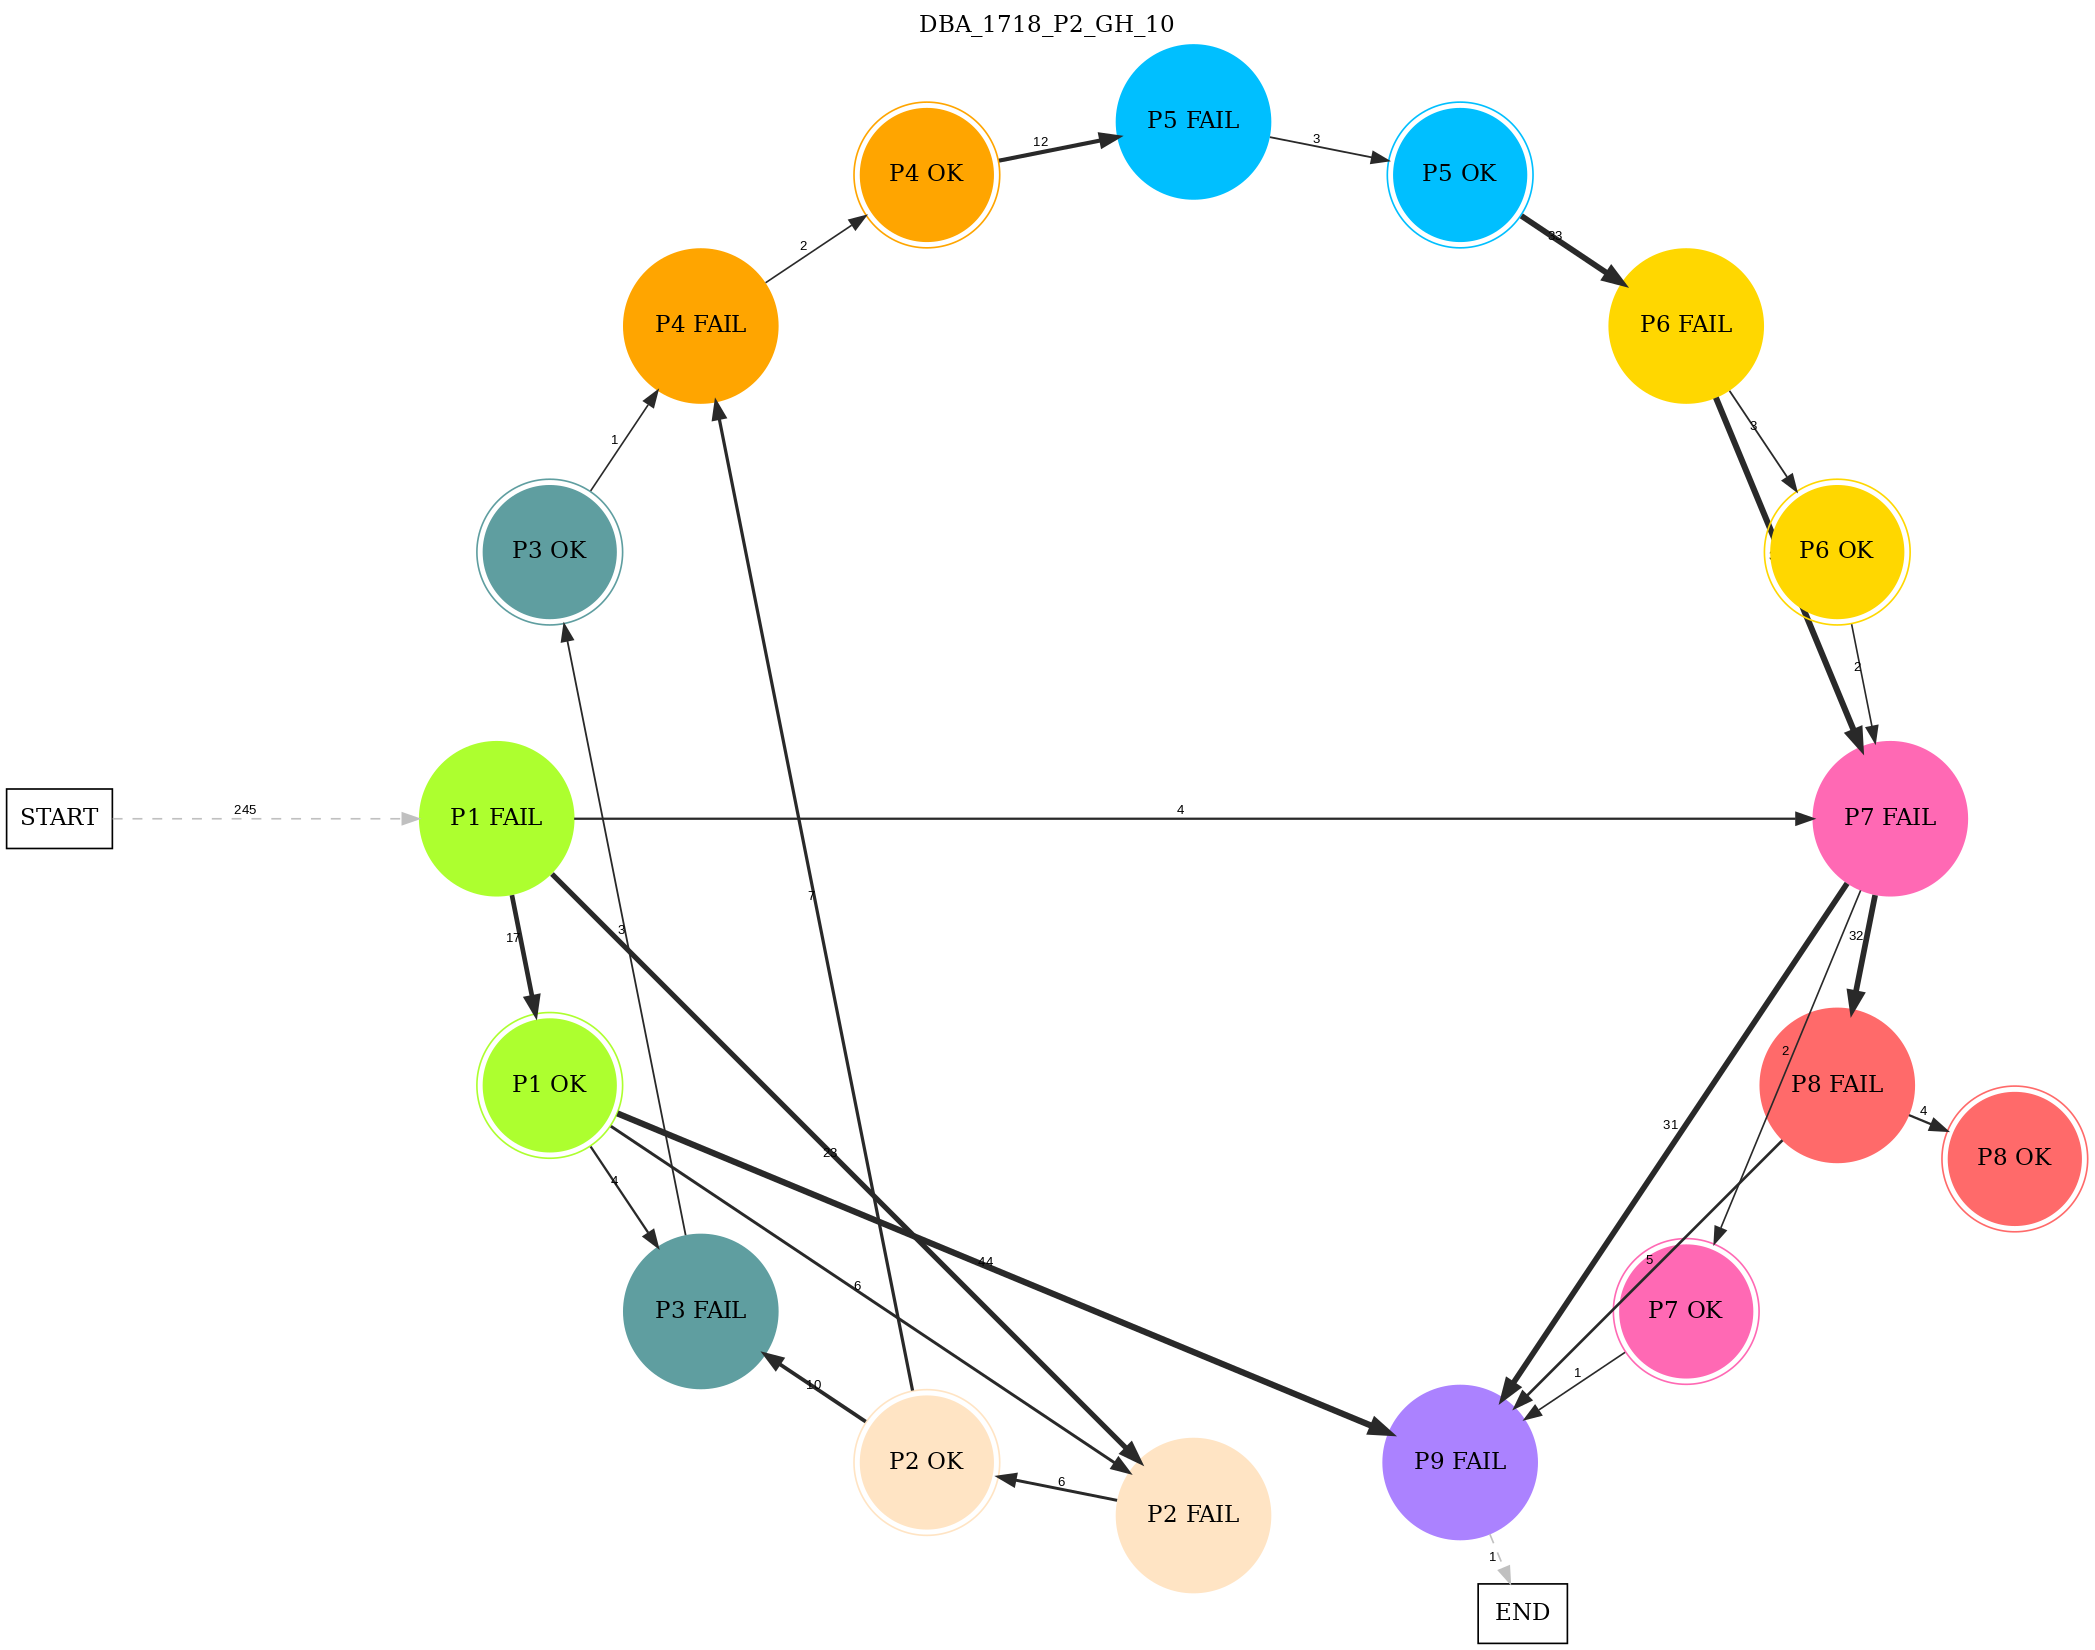 DBA_1718_P2_GH_10
P5 FAIL
P4 OK
P5 OK
12
3
2
P4 FAIL
P6 FAIL
1
3
P3 OK
P6 OK
2
START
245
P1 FAIL
4
P7 FAIL
7
3
17
32
2
P1 OK
P8 FAIL
4
31
P8 OK
4
44
5
6
P3 FAIL
P7 OK
10
1
P2 OK
6
P2 FAIL
P9 FAIL
1
END